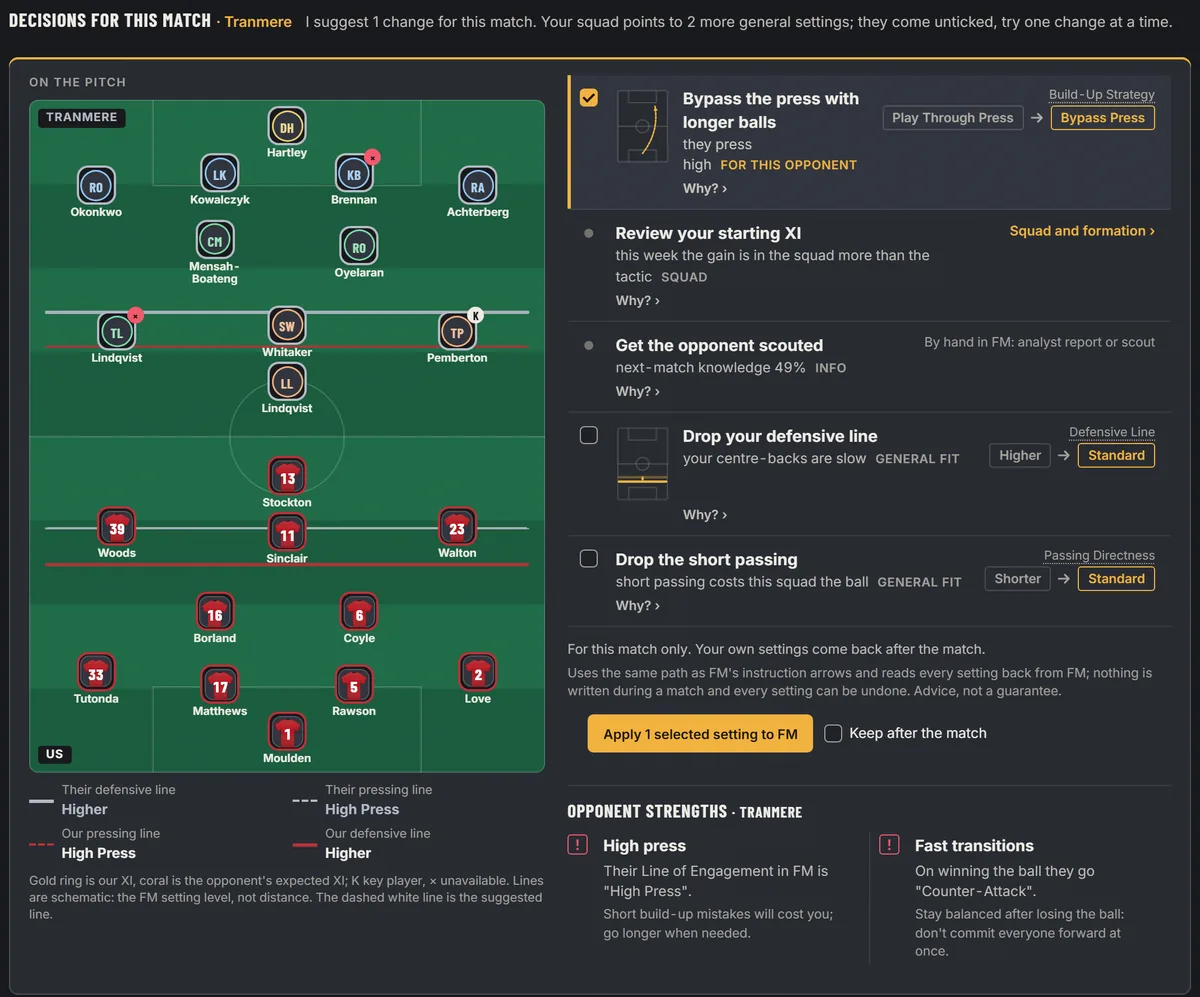 DECISIONS FOR THIS MATCH · Tranmere I suggest 1 change for this match. Your squad points to 2 more general settings; they come unticked, try one change at a time.
ON THE PITCH
TRANMERE
DH
Hartley
RO
Okonkwo
LK
Kowalczyk
KB
×
Brennan
RA
Achterberg
CM
Mensah-
Boateng
RO
Oyelaran
TL
×
Lindqvist
SW
Whitaker
TP
K
Pemberton
LL
Lindqvist
13
Stockton
39
Woods
11
Sinclair
23
Walton
16
Borland
6
Coyle
33
Tutonda
17
Matthews
5
Rawson
2
Love
1
Moulden
US
Their defensive line
Higher
Their pressing line
High Press
Our pressing line
High Press
Our defensive line
Higher
Gold ring is our XI, coral is the opponent's expected XI; K key player, × unavailable. Lines
are schematic: the FM setting level, not distance. The dashed white line is the suggested
line.
Bypass the press with
longer balls
they press
high FOR THIS OPPONENT
Why? ›
Build-Up Strategy
Play Through Press → Bypass Press
Review your starting XI
this week the gain is in the squad more than the
tactic SQUAD
Why? ›
Squad and formation ›
Get the opponent scouted
next-match knowledge 49% INFO
Why? ›
By hand in FM: analyst report or scout
Drop your defensive line
your centre-backs are slow GENERAL FIT
Why? ›
Defensive Line
Higher → Standard
Drop the short passing
short passing costs this squad the ball GENERAL FIT
Why? ›
Passing Directness
Shorter → Standard
For this match only. Your own settings come back after the match.
Uses the same path as FM's instruction arrows and reads every setting back from FM; nothing is
written during a match and every setting can be undone. Advice, not a guarantee.
Apply 1 selected setting to FM
Keep after the match
OPPONENT STRENGTHS · TRANMERE
!
High press
Their Line of Engagement in FM is
"High Press".
Short build-up mistakes will cost you;
go longer when needed.
!
Fast transitions
On winning the ball they go
"Counter-Attack".
Stay balanced after losing the ball:
don't commit everyone forward at
once.